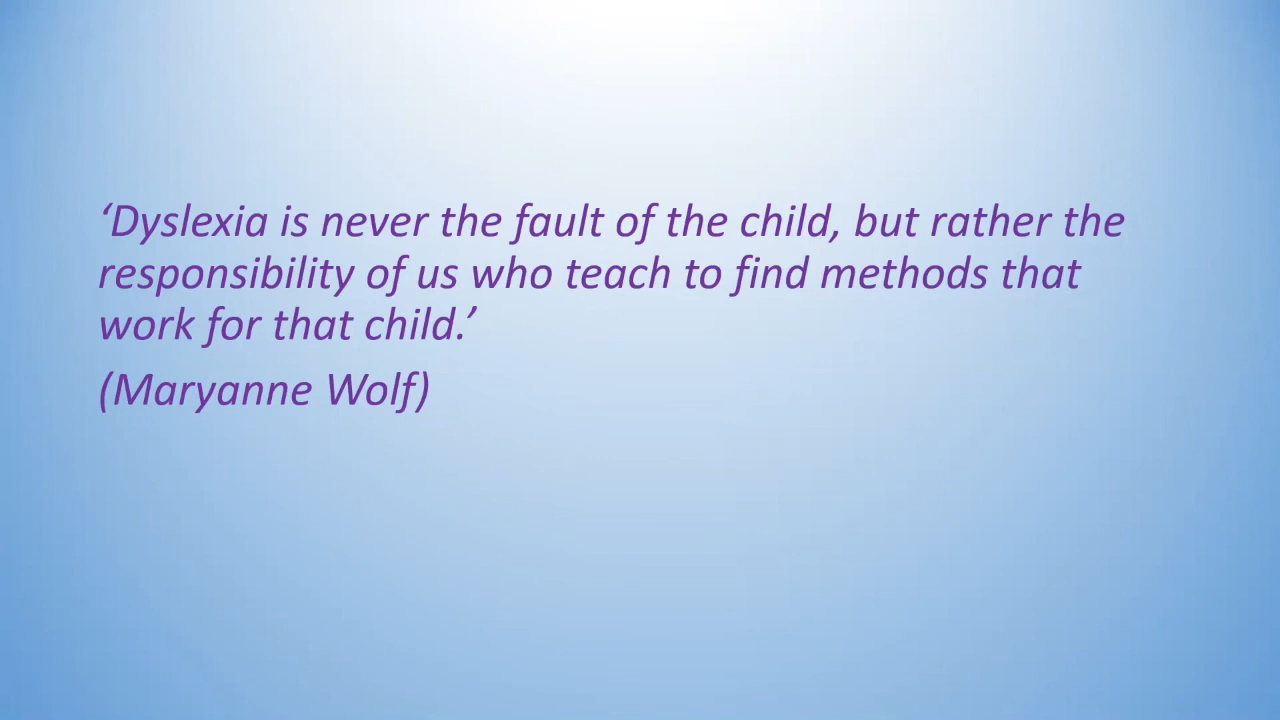 ‘Dyslexia is never the fault of the child, but rather the
responsibility of us who teach to find methods that
work for that child.’
(Maryanne Wolf)